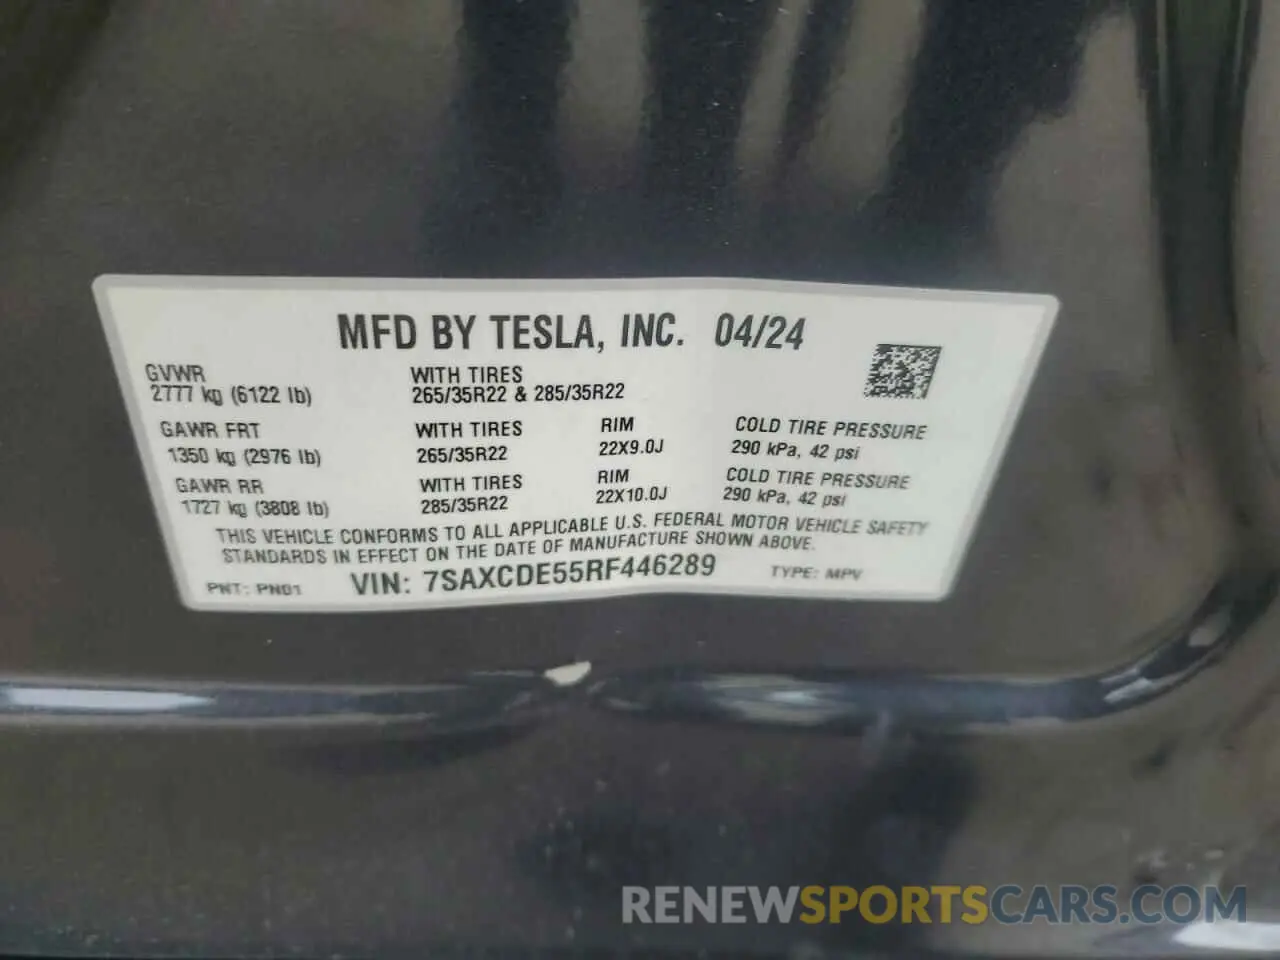 MFD BY TESLA, INC. 04/24
GVWR
2777 kg (6122 lb)
WITH TIRES
265/35R22 & 285/35R22
GAWR FRT
1350 kg (2976 lb)
WITH TIRES
265/35R22
RIM
22X9.0J
COLD TIRE PRESSURE
290 kPa, 42 psi
GAWR RR
1727 kg (3808 lb)
WITH TIRES
285/35R22
RIM
22X10.0J
COLD TIRE PRESSURE
290 kPa, 42 psi
THIS VEHICLE CONFORMS TO ALL APPLICABLE U.S. FEDERAL MOTOR VEHICLE SAFETY
STANDARDS IN EFFECT ON THE DATE OF MANUFACTURE SHOWN ABOVE.
PNT: PN01 VIN: 7SAXCDE55RF446289 TYPE: MPV
RENEWSPORTSCARS.COM